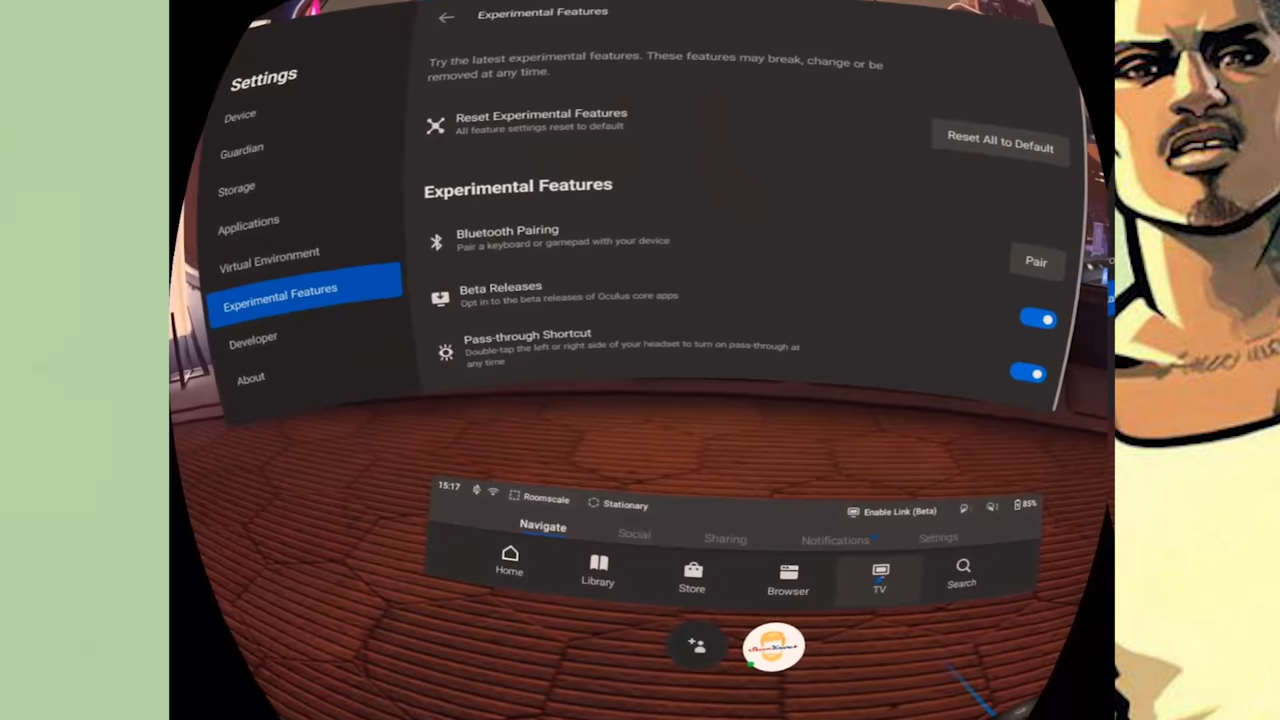 Experimental Features
Try the latest experimental features. These features may break, change or be
removed at any time.
Settings
Device
Guardian
Storage
Applications
Virtual Environment
Experimental Features
Developer
About
Reset Experimental Features
All feature settings reset to default
Reset All to Default
Experimental Features
Bluetooth Pairing
Pair a keyboard or gamepad with your device
Pair
Beta Releases
Opt in to the beta releases of Oculus core apps
Pass-through Shortcut
Double-tap the left or right side of your headset to turn on pass-through at
any time
15:17
Roomscale
Stationary
Enable Link (Beta)
85%
Navigate
Social
Sharing
Notifications
Settings
Home
Library
Store
Browser
TV
Search